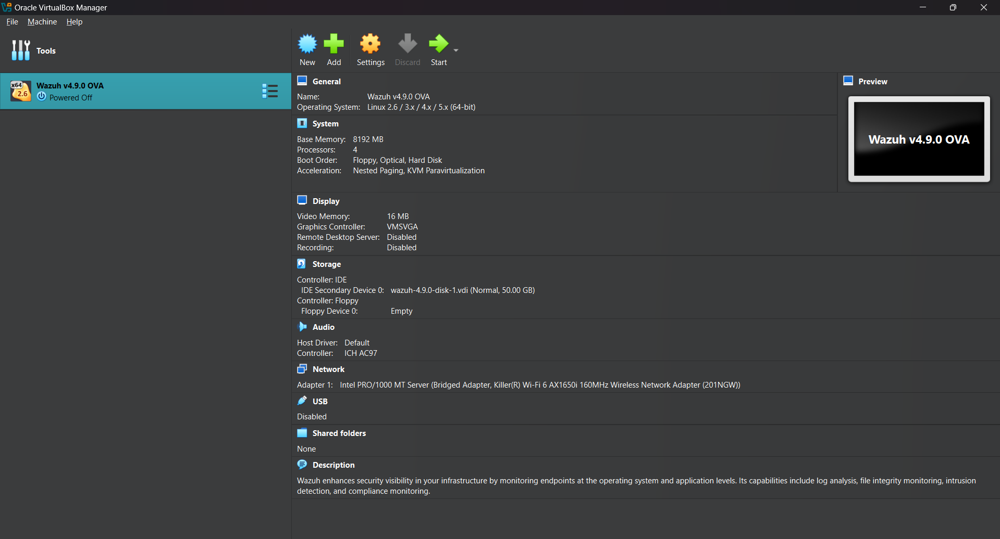 Oracle VirtualBox Manager
File Machine Help
Tools
New Add Settings Discard Start
x64
2.6
Wazuh v4.9.0 OVA
Powered Off
General
Name: Wazuh v4.9.0 OVA
Operating System: Linux 2.6 / 3.x / 4.x / 5.x (64-bit)
Preview
Wazuh v4.9.0 OVA
System
Base Memory: 8192 MB
Processors: 4
Boot Order: Floppy, Optical, Hard Disk
Acceleration: Nested Paging, KVM Paravirtualization
Display
Video Memory: 16 MB
Graphics Controller: VMSVGA
Remote Desktop Server: Disabled
Recording: Disabled
Storage
Controller: IDE
IDE Secondary Device 0: wazuh-4.9.0-disk-1.vdi (Normal, 50.00 GB)
Controller: Floppy
Floppy Device 0: Empty
Audio
Host Driver: Default
Controller: ICH AC97
Network
Adapter 1: Intel PRO/1000 MT Server (Bridged Adapter, Killer(R) Wi-Fi 6 AX1650i 160MHz Wireless Network Adapter (201NGW))
USB
Disabled
Shared folders
None
Description
Wazuh enhances security visibility in your infrastructure by monitoring endpoints at the operating system and application levels. Its capabilities include log analysis, file integrity monitoring, intrusion
detection, and compliance monitoring.